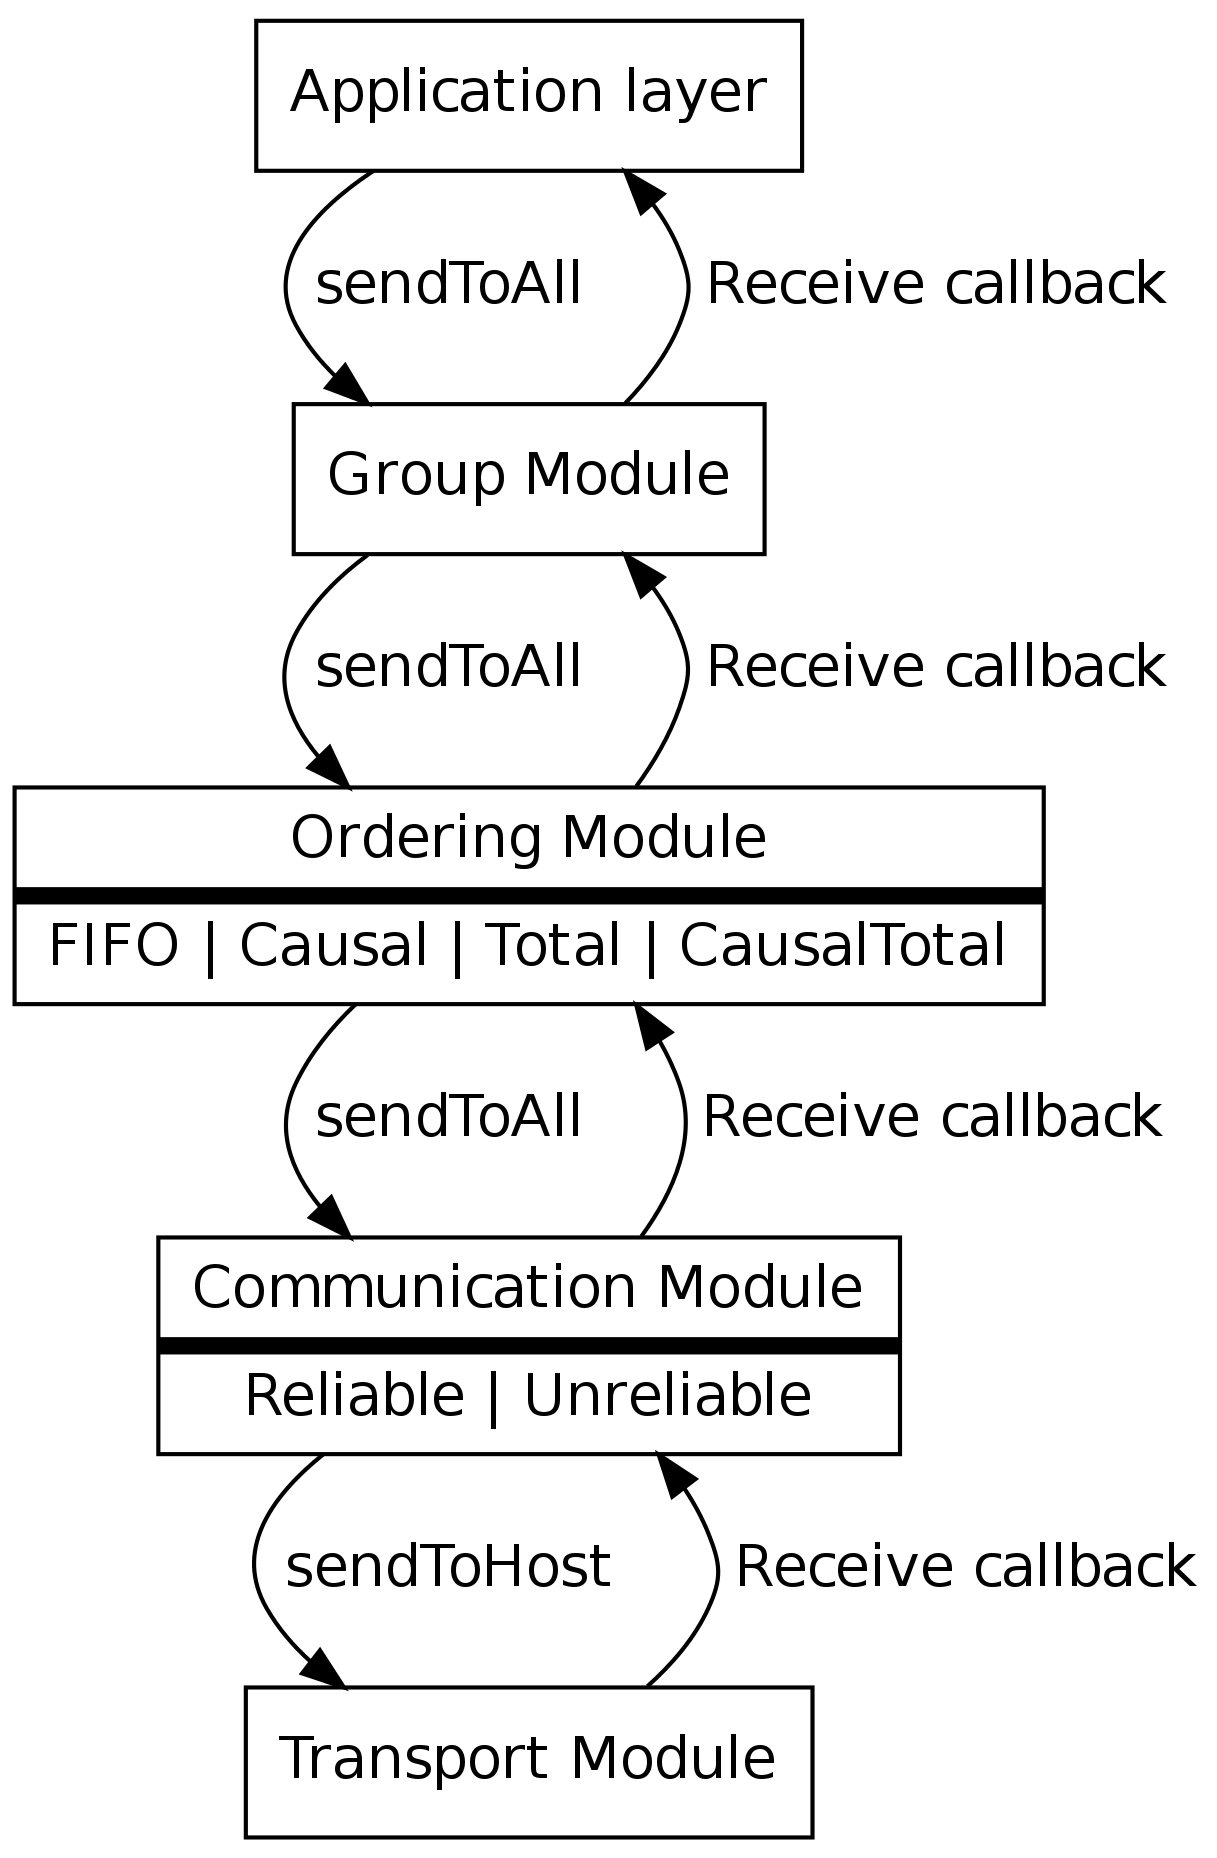 Application layer
sendToAll
Receive callback
Group Module
sendToAll
Receive callback
Ordering Module
FIFO | Causal | Total | CausalTotal
sendToAll
Receive callback
Communication Module
Reliable | Unreliable
sendToHost
Receive callback
Transport Module